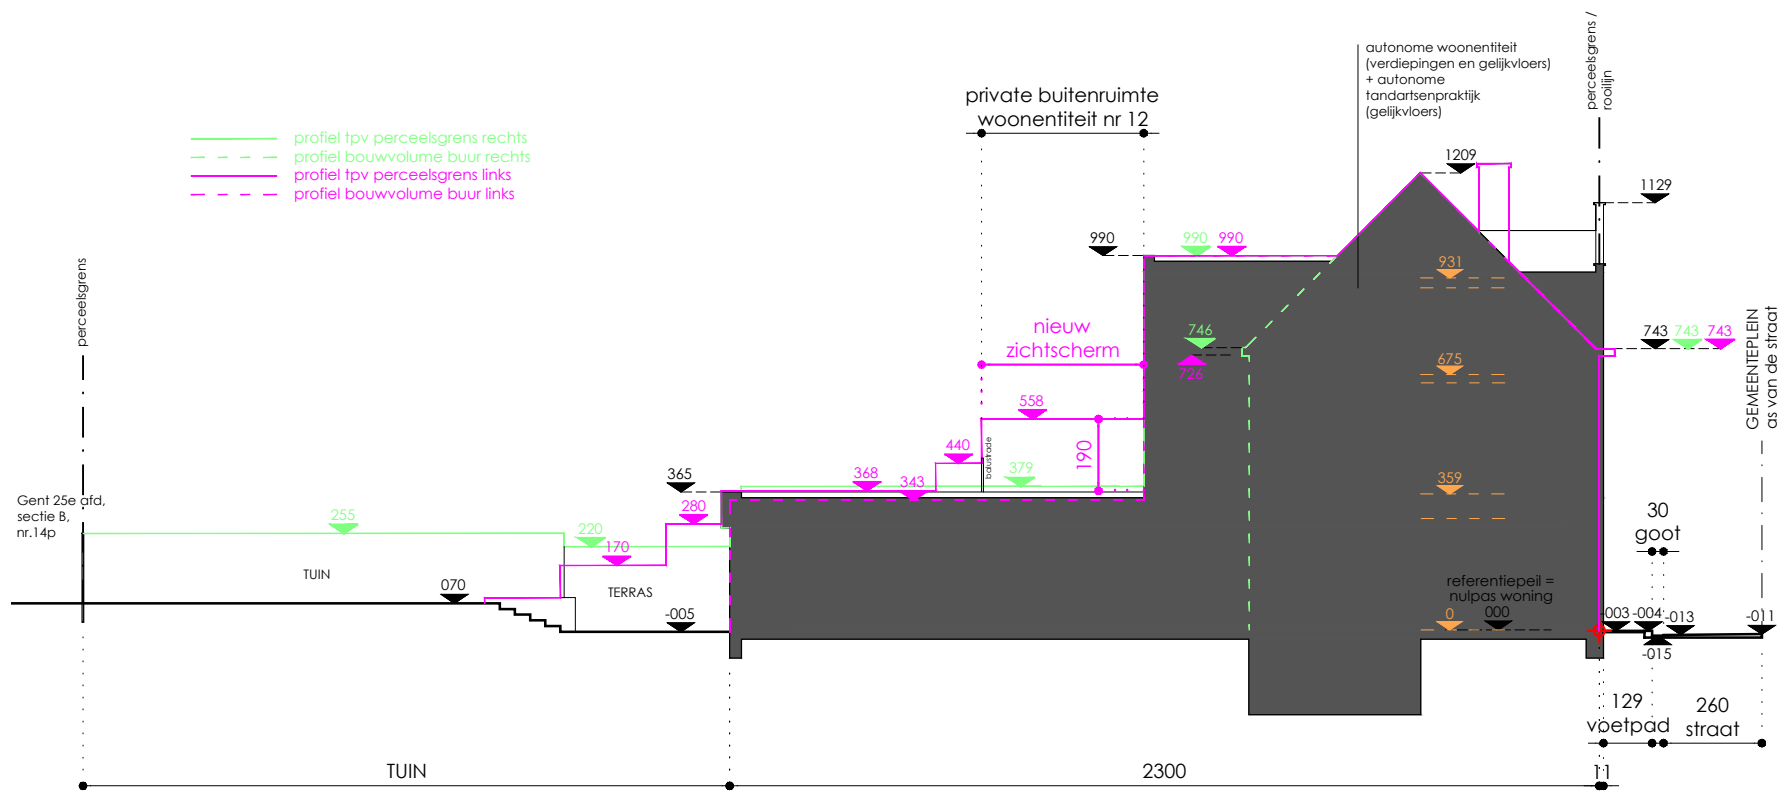 autonome woonentiteit
(verdiepingen en gelijkvloers)
+ autonome
tandartsenpraktijk
(gelijkvloers)
perceelsgrens /
rooilijn
private buitenruimte
woonentiteit nr 12
profiel tpv perceelsgrens rechts
profiel bouwvolume buur rechts
profiel tpv perceelsgrens links
profiel bouwvolume buur links
1209
1129
990
990
990
931
perceelsgrens
nieuw
zichtscherm
746
726
743
743
743
675
GEMEENTEPLEIN
as van de straat
558
190
440
balustrade
379
368
343
365
359
280
Gent 25e afd,
sectie B,
nr.14p
255
220
170
30
goot
TUIN
070
TERRAS
-005
referentiepeil =
nulpas woning
0
000
-003
-004
-013
-011
-015
129
voetpad
260
straat
TUIN
2300
11